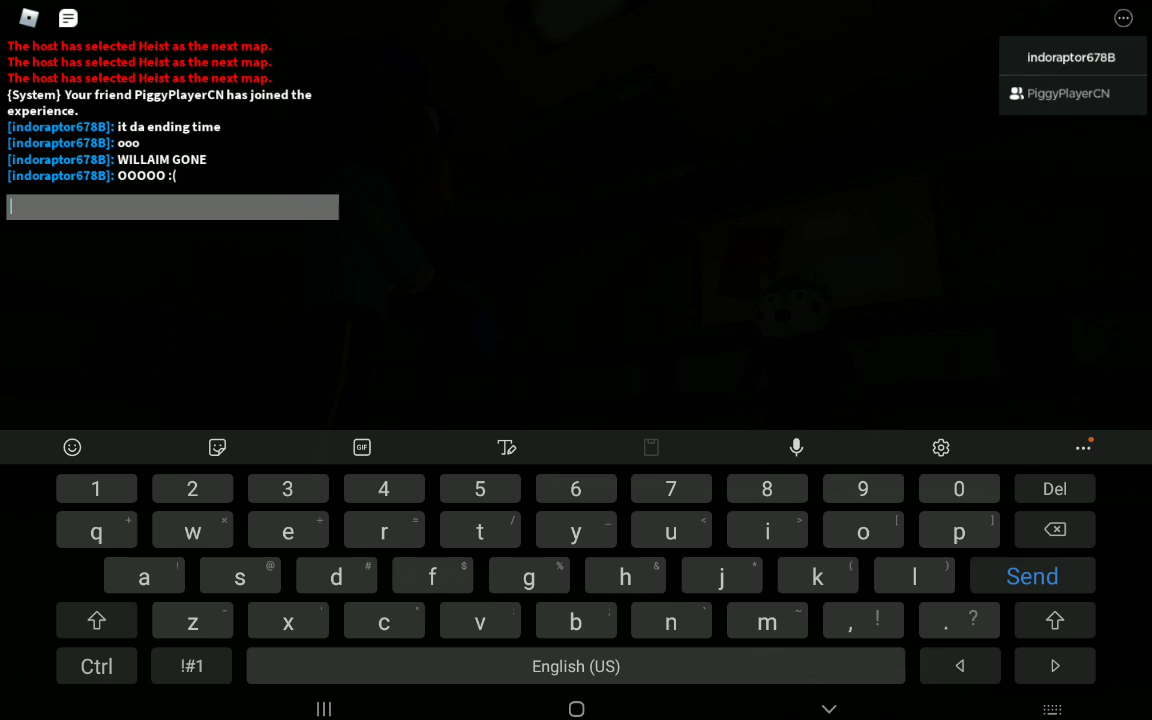 The host has selected Heist as the next map.
The host has selected Heist as the next map.
The host has selected Heist as the next map.
{System} Your friend PiggyPlayerCN has joined the
experience.
[indoraptor678B]: it da ending time
[indoraptor678B]: ooo
[indoraptor678B]: WILLAIM GONE
[indoraptor678B]: OOOOO :(
indoraptor678B
PiggyPlayerCN
GIF
1 2 3 4 5 6 7 8 9 0 Del
q + w × e ÷ r = t / y _ u < i > o [ p ]
a ! s @ d # f $ g % h & j * k ( l ) Send
z - x ' c " v : b ; n ` m ~ , ! . ?
Ctrl !#1 English (US)